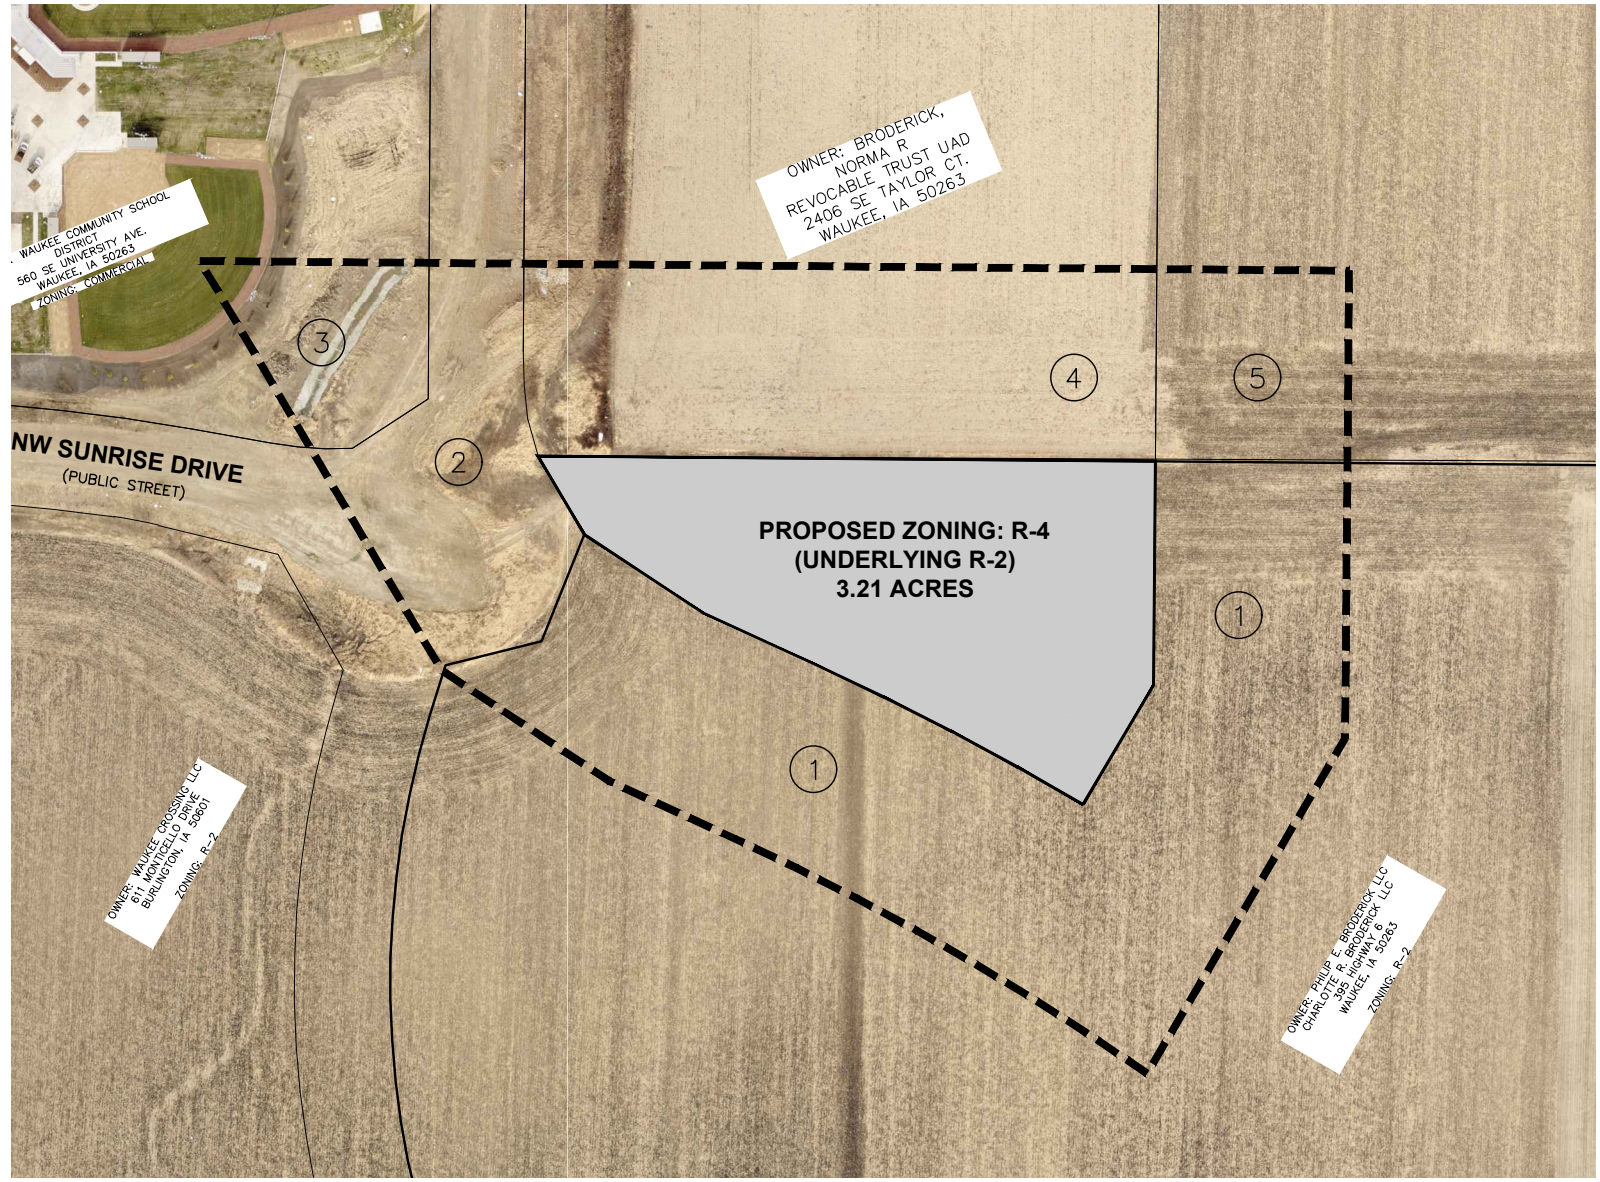 OWNER: BRODERICK,
NORMA R
REVOCABLE TRUST UAD
2406 SE TAYLOR CT.
WAUKEE, IA 50263
WAUKEE COMMUNITY SCHOOL
DISTRICT
560 SE UNIVERSITY AVE.
WAUKEE, IA 50263
ZONING: COMMERCIAL
3
4
5
NW SUNRISE DRIVE
(PUBLIC STREET)
2
PROPOSED ZONING: R-4
(UNDERLYING R-2)
3.21 ACRES
1
1
OWNER: WAUKEE CROSSING LLC
611 MONTICELLO DRIVE
BURLINGTON, IA 50601
ZONING: R-2
OWNER: PHILIP E. BRODERICK LLC
CHARLOTTE R. BRODERICK LLC
395 HIGHWAY 6
WAUKEE, IA 50263
ZONING: R-2